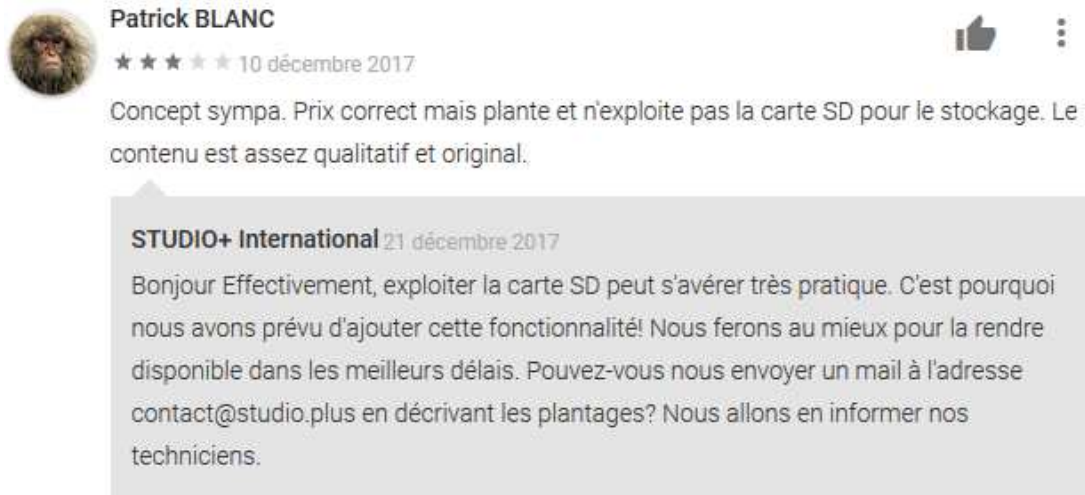 Patrick BLANC
10 décembre 2017
Concept sympa. Prix correct mais plante et n'exploite pas la carte SD pour le stockage. Le
contenu est assez qualitatif et original.
STUDIO+ International 21 décembre 2017
Bonjour Effectivement, exploiter la carte SD peut s'avérer très pratique. C'est pourquoi
nous avons prévu d'ajouter cette fonctionnalité! Nous ferons au mieux pour la rendre
disponible dans les meilleurs délais. Pouvez-vous nous envoyer un mail à l'adresse
contact@studio.plus en décrivant les plantages? Nous allons en informer nos
techniciens.